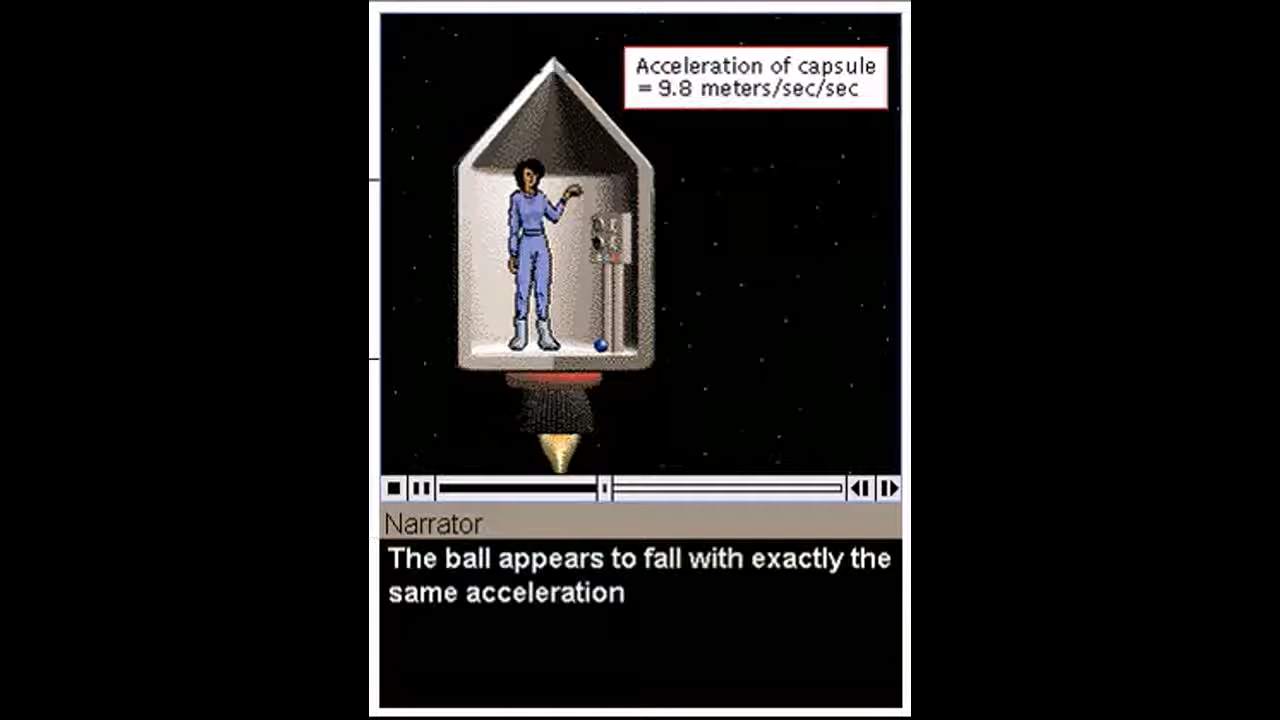 Acceleration of capsule
= 9.8 meters/sec/sec
Narrator
The ball appears to fall with exactly the
same acceleration